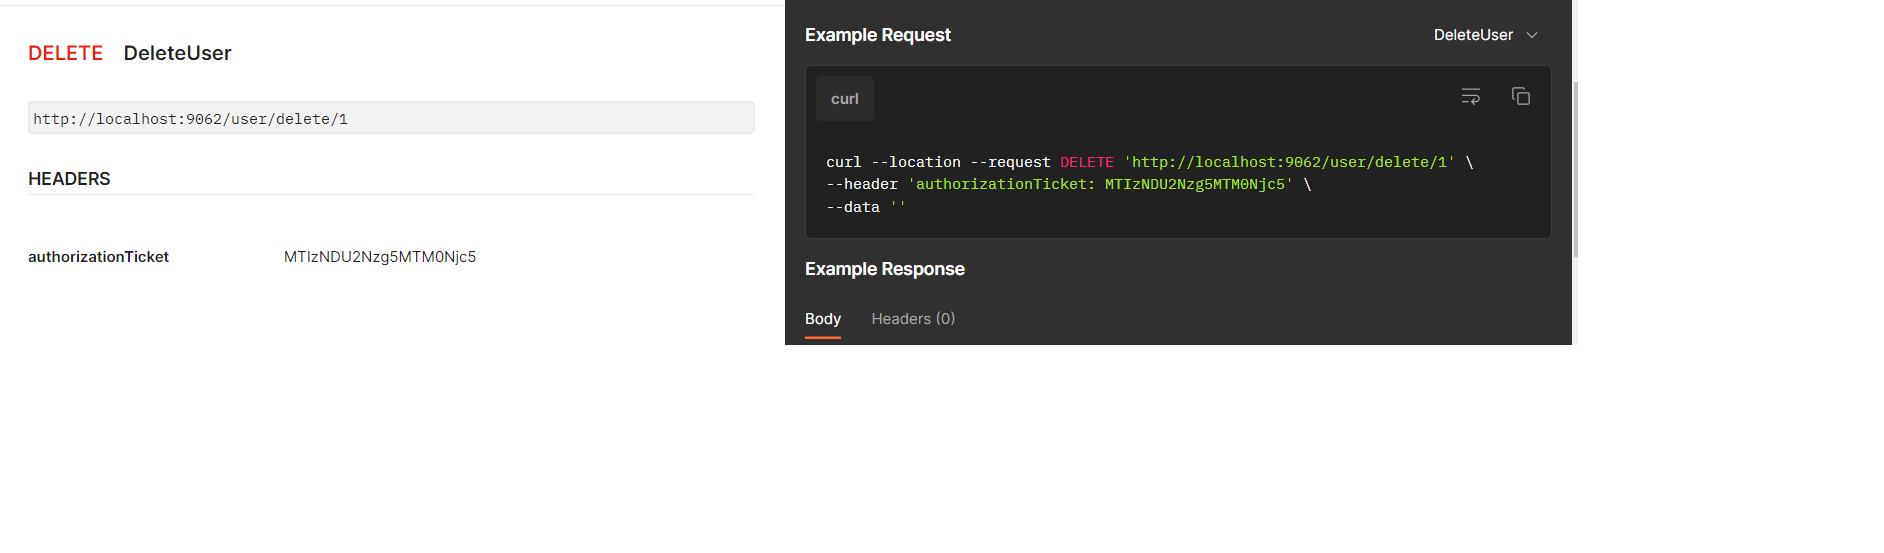 DELETE DeleteUser
http://localhost:9062/user/delete/1
HEADERS
authorizationTicket MTIzNDU2Nzg5MTM0Njc5
Example Request DeleteUser
curl
curl --location --request DELETE 'http://localhost:9062/user/delete/1' \
--header 'authorizationTicket: MTIzNDU2Nzg5MTM0Njc5' \
--data ''
Example Response
Body Headers (0)